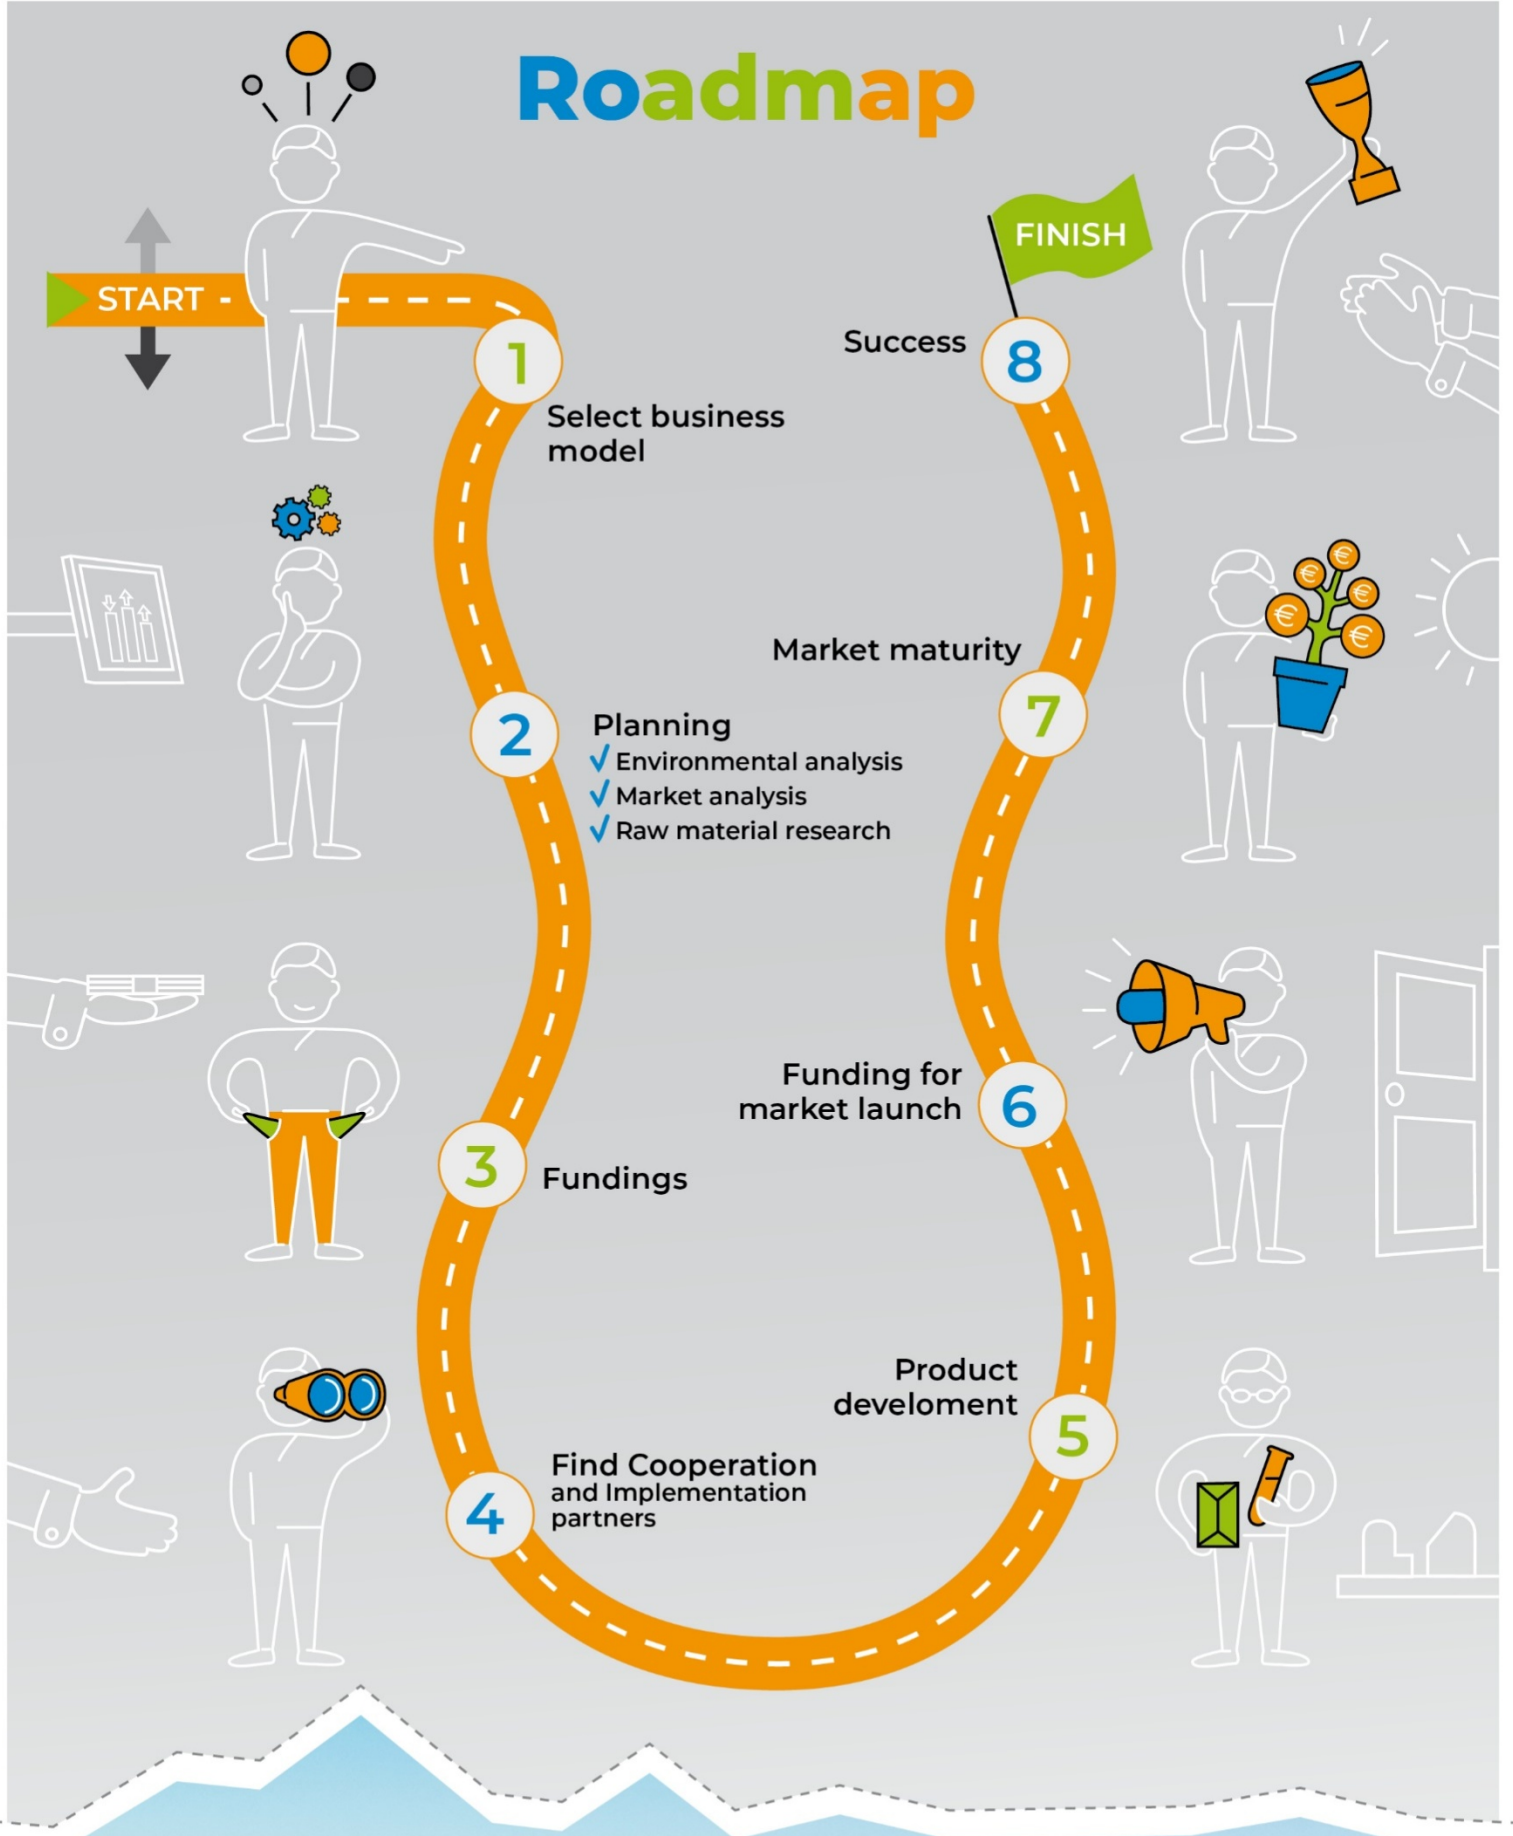 Roadmap
START
1
Select business
model
2
Planning
✓ Environmental analysis
✓ Market analysis
✓ Raw material research
3
Fundings
4
Find Cooperation
and Implementation
partners
5
Product
develoment
6
Funding for
market launch
7
Market maturity
€
€
€
€
€
8
Success
FINISH